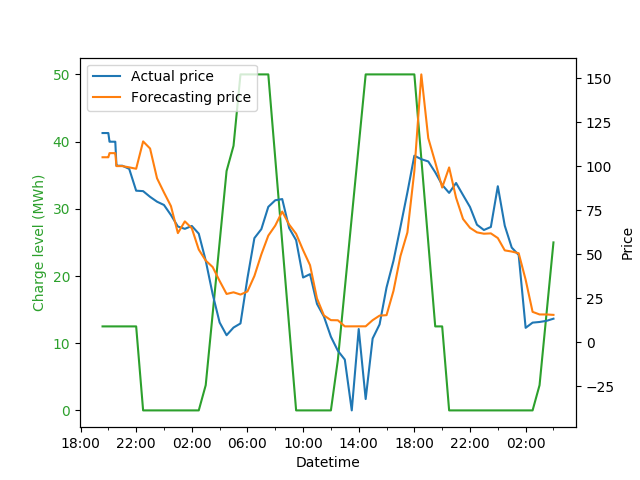 Actual price
Forecasting price
50
40
30
20
10
0
Charge level (MWh)
150
125
100
75
50
25
0
−25
Price
18:00 22:00 02:00 06:00 10:00 14:00 18:00 22:00 02:00
Datetime